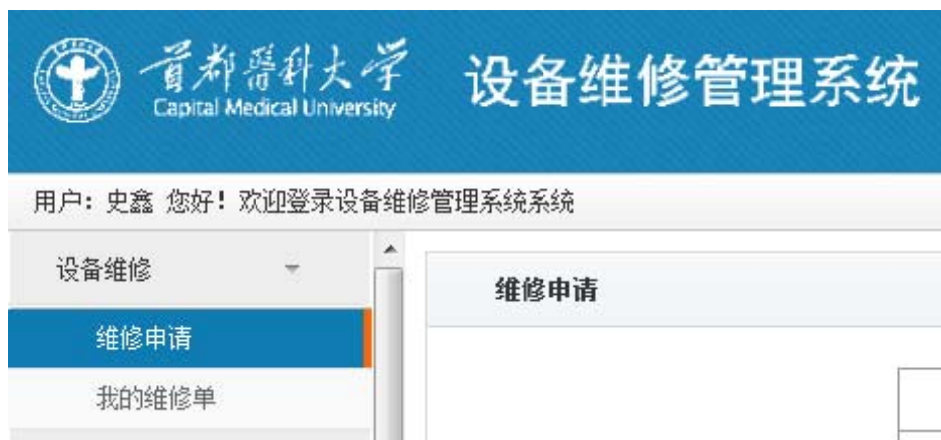 首都醫科大学
Capital Medical University
设备维修管理系统
用户：史鑫 您好！欢迎登录设备维修管理系统系统
设备维修
维修申请
维修申请
我的维修单